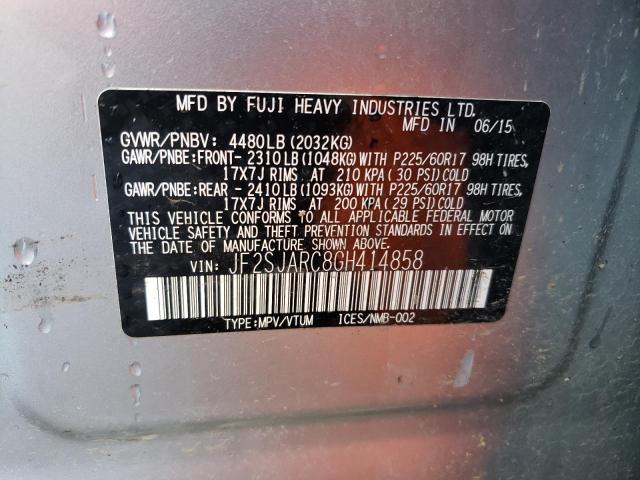 MFD BY FUJI HEAVY INDUSTRIES LTD.
MFD IN 06/15
GVWR/PNBV: 4480LB (2032KG)
GAWR/PNBE:FRONT- 2310LB(1048KG)WITH P225/60R17 98H TIRES,
17X7J RIMS AT 210 KPA ( 30 PSI) COLD
GAWR/PNBE:REAR - 2410LB(1093KG)WITH P225/60R17 98H TIRES,
17X7J RIMS AT 200 KPA ( 29 PSI) COLD
THIS VEHICLE CONFORMS TO ALL APPLICABLE FEDERAL MOTOR
VEHICLE SAFETY AND THEFT PREVENTION STANDARDS IN EFFECT
ON THE DATE OF MANUFACTURE SHOWN ABOVE.
VIN: JF2SJARC8GH414858
TYPE:MPV/VTUM ICES/NMB-002